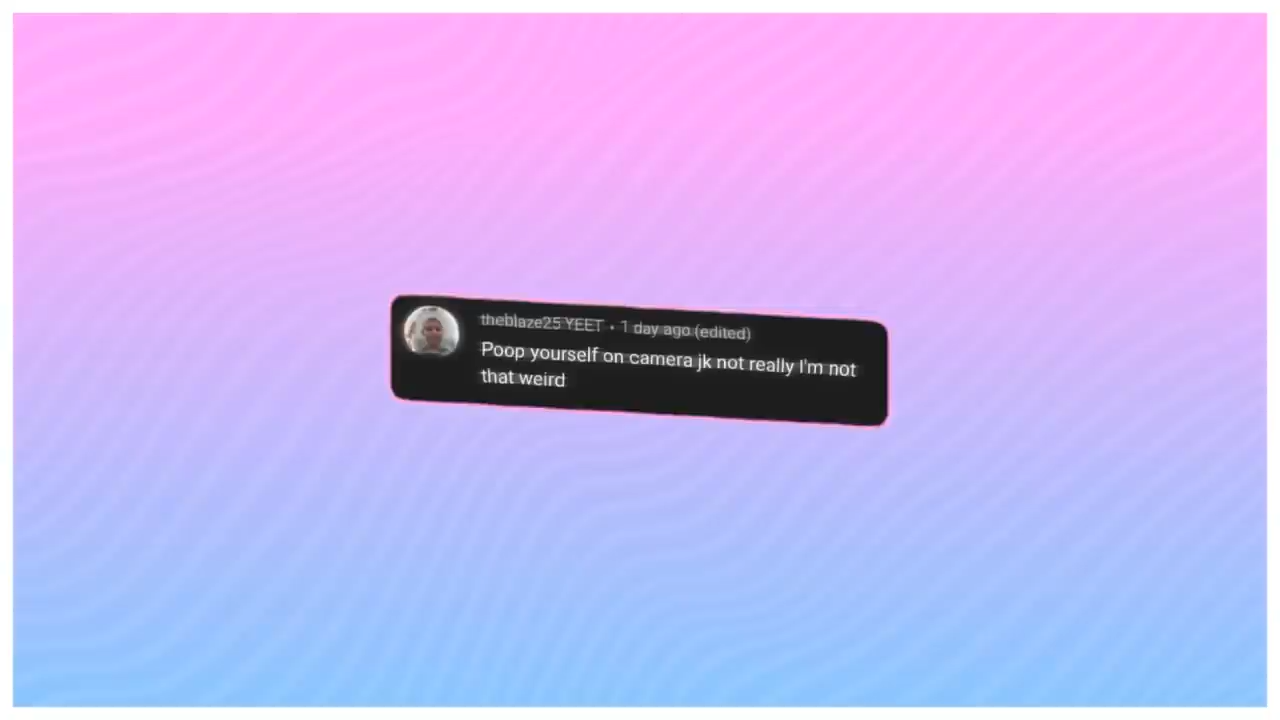 theblaze25 YEET • 1 day ago (edited)
Poop yourself on camera jk not really I'm not
that weird